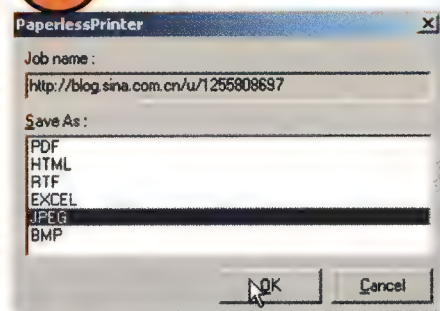 PaperlessPrinter
Job name :
http://blog.sina.com.cn/u/1255808697
Save As :
PDF
HTML
RTF
EXCEL
JPEG
BMP
OK
Cancel